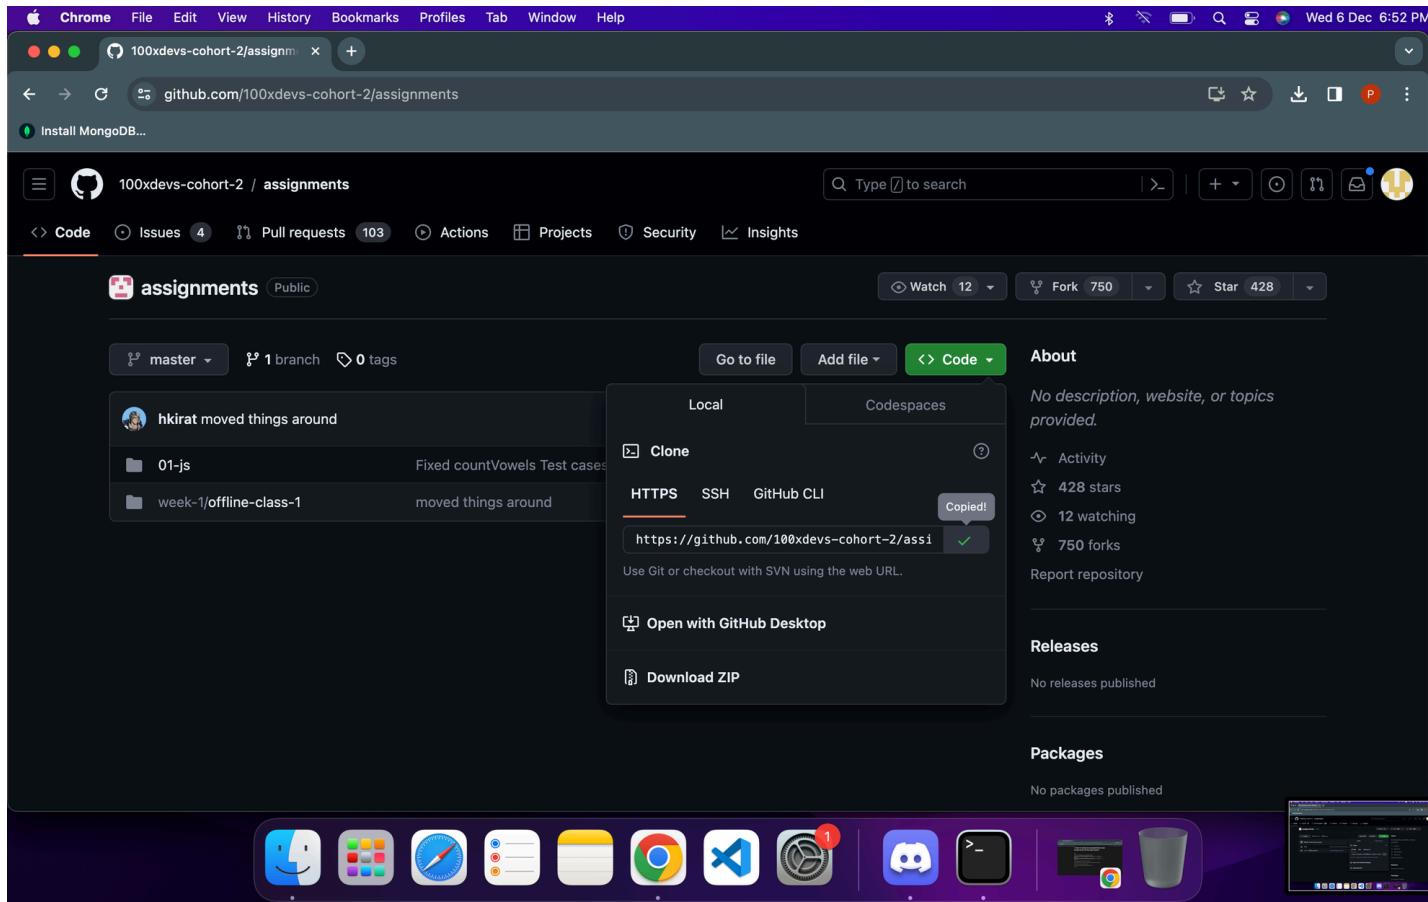 Chrome File Edit View History Bookmarks Profiles Tab Window Help Wed 6 Dec 6:52 PM
100xdevs-cohort-2/assignm
github.com/100xdevs-cohort-2/assignments P
Install MongoDB...
100xdevs-cohort-2 / assignments Type / to search
Code Issues 4 Pull requests 103 Actions Projects Security Insights
assignments Public Watch 12 Fork 750 Star 428
master 1 branch 0 tags Go to file Add file Code
About
No description, website, or topics
provided.
hkirat moved things around
01-js Fixed countVowels Test cases
week-1/offline-class-1 moved things around
Local Codespaces
Clone
HTTPS SSH GitHub CLI
Copied!
https://github.com/100xdevs-cohort-2/assi
Use Git or checkout with SVN using the web URL.
Open with GitHub Desktop
Download ZIP
Activity
428 stars
12 watching
750 forks
Report repository
Releases
No releases published
Packages
No packages published
1